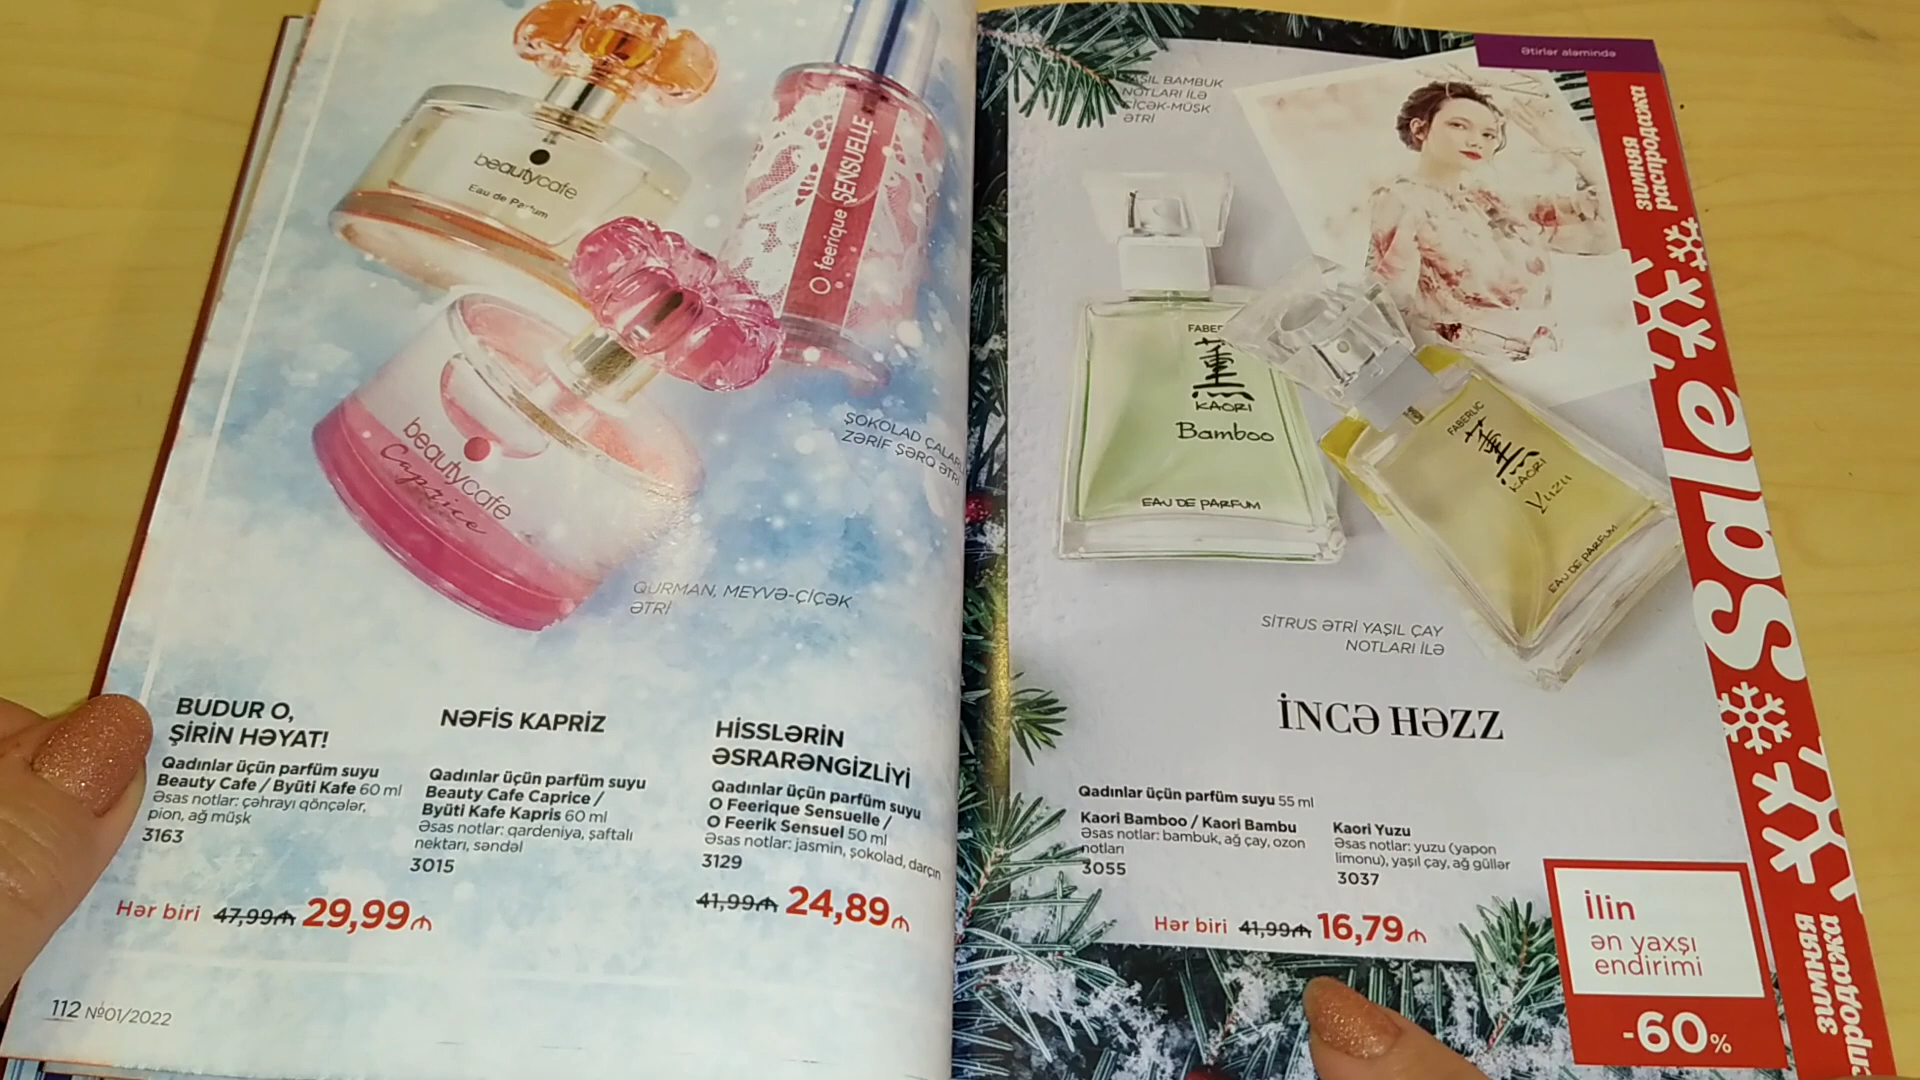 beautycafe
Eau de Parfum
O feerique SENSUELLE
beautycafe
Caprice
ŞOKOLAD
ZƏRİF ŞƏRQ ƏTRİ
QURMAN, MEYVƏ-ÇİÇƏK
ƏTRİ
BUDUR O,
ŞİRİN HƏYAT!
Qadınlar üçün parfüm suyu
Beauty Cafe / Byüti Kafe 60 ml
Əsas notlar: çəhrayı qönçələr,
pion, ağ müşk
3163
NƏFİS KAPRİZ
Qadınlar üçün parfüm suyu
Beauty Cafe Caprice /
Byüti Kafe Kapris 60 ml
Əsas notlar: qardeniya, şaftalı
nektarı, səndəl
3015
Hər biri 47,99₼ 29,99₼
HİSSLƏRİN
ƏSRARƏNGİZLİYİ
Qadınlar üçün parfüm suyu
O Feerique Sensuelle /
O Feerik Sensuel 50 ml
Əsas notlar: jasmin, şokolad, darçın
3129
41,99₼ 24,89₼
112 №01/2022
Ətirlər aləmində
BAMBUK
NOTLARI İLƏ
ÇİÇƏK-MÜŞK
ƏTRİ
薫
KAORI
Bamboo
EAU DE PARFUM
FABERLIC
薫
KAORI
Yuzu
EAU DE PARFUM
SİTRUS ƏTRİ YAŞIL ÇAY
NOTLARI İLƏ
İNCƏ HƏZZ
Qadınlar üçün parfüm suyu 55 ml
Kaori Bamboo / Kaori Bambu
Əsas notlar: bambuk, ağ çay, ozon
notları
3055
Kaori Yuzu
Əsas notlar: yuzu (yapon
limonu), yaşıl çay, ağ güllər
3037
Hər biri 41,99₼ 16,79₼
зимняя
распродажа
sale
İlin
ən yaxşı
endirimi
-60%
зимняя